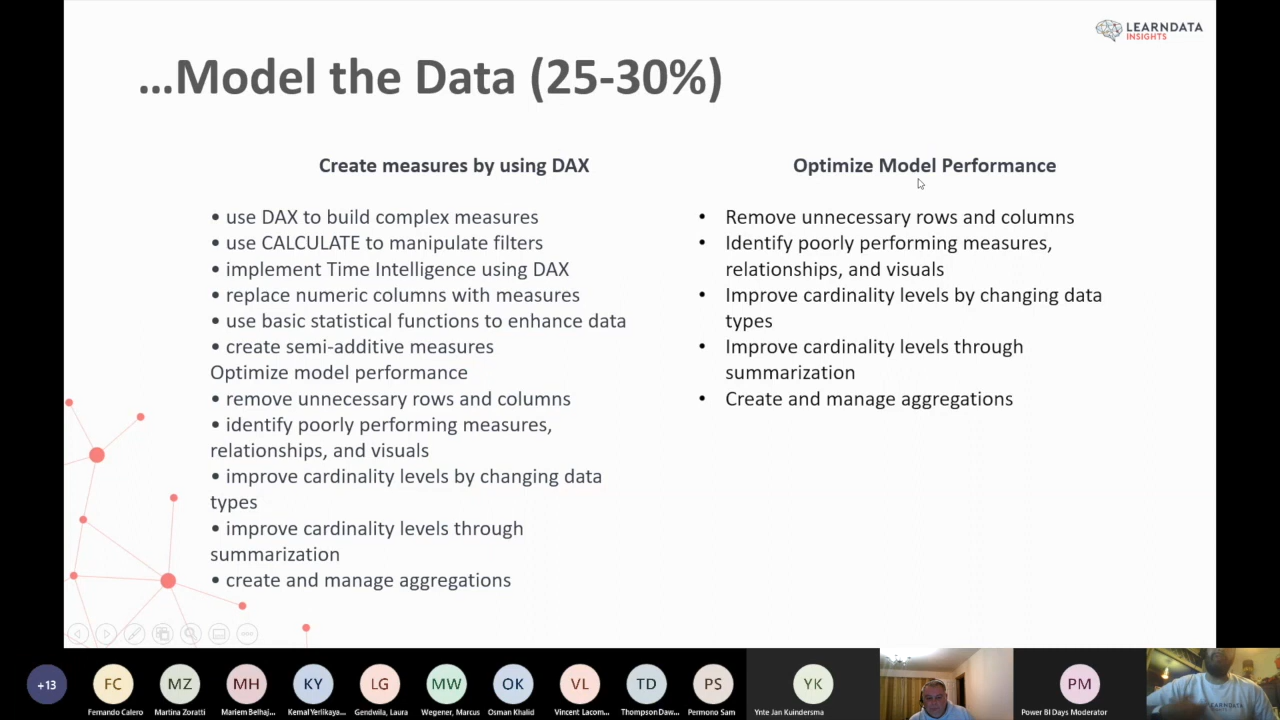 LEARNDATA
INSIGHTS
...Model the Data (25-30%)
Create measures by using DAX
• use DAX to build complex measures
• use CALCULATE to manipulate filters
• implement Time Intelligence using DAX
• replace numeric columns with measures
• use basic statistical functions to enhance data
• create semi-additive measures
Optimize model performance
• remove unnecessary rows and columns
• identify poorly performing measures,
relationships, and visuals
• improve cardinality levels by changing data
types
• improve cardinality levels through
summarization
• create and manage aggregations
Optimize Model Performance
• Remove unnecessary rows and columns
• Identify poorly performing measures,
relationships, and visuals
• Improve cardinality levels by changing data
types
• Improve cardinality levels through
summarization
• Create and manage aggregations
+13
FC
MZ
MH
KY
LG
MW
OK
VL
TD
PS
YK
PM
Fernando Calero
Martina Zoratti
Mariem Belhaj...
Kemal Yerlikaya...
Gendwila, Laura
Wegener, Marcus
Osman Khalid
Vincent Lacom...
Thompson Daw...
Permono Sam
Ynte Jan Kuindersma
Power BI Days Moderator